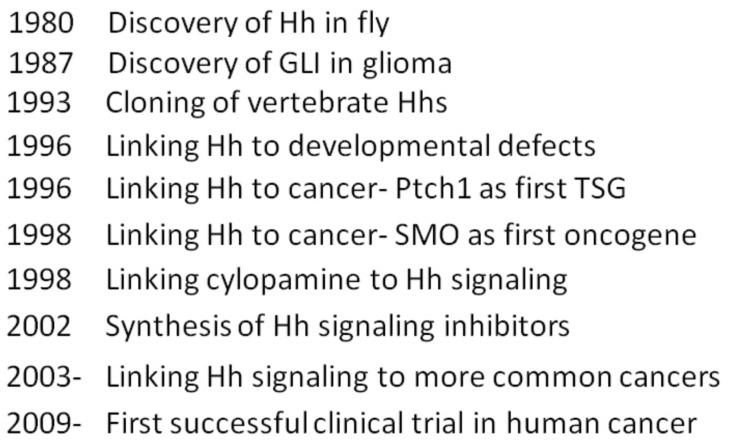 1980 Discovery of Hh in fly
1987 Discovery of GLI in glioma
1993 Cloning of vertebrate Hhs
1996 Linking Hh to developmental defects
1996 Linking Hh to cancer- Ptch1 as first TSG
1998 Linking Hh to cancer- SMO as first oncogene
1998 Linking cylopamine to Hh signaling
2002 Synthesis of Hh signaling inhibitors
2003- Linking Hh signaling to more common cancers
2009- First successful clinical trial in human cancer